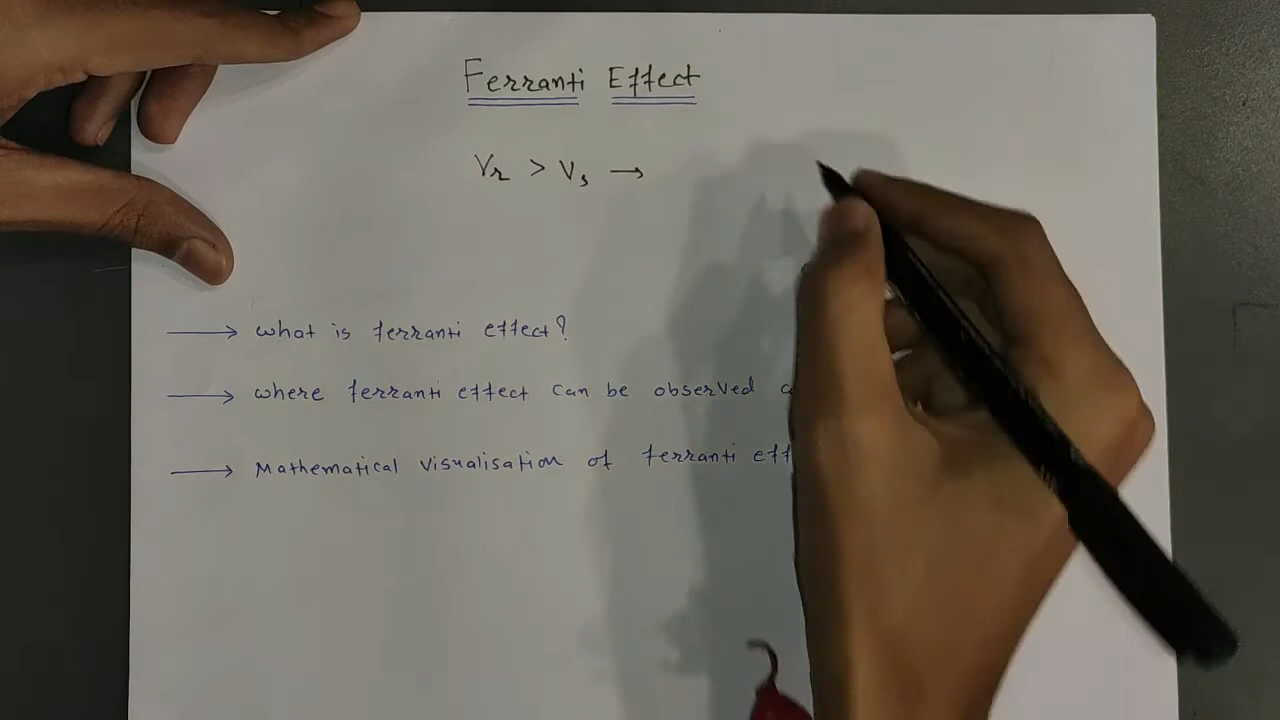 Ferranti Effect
Vr > Vs →
→ what is ferranti effect?
→ where ferranti effect can be observed
→ Mathematical visualisation of ferranti